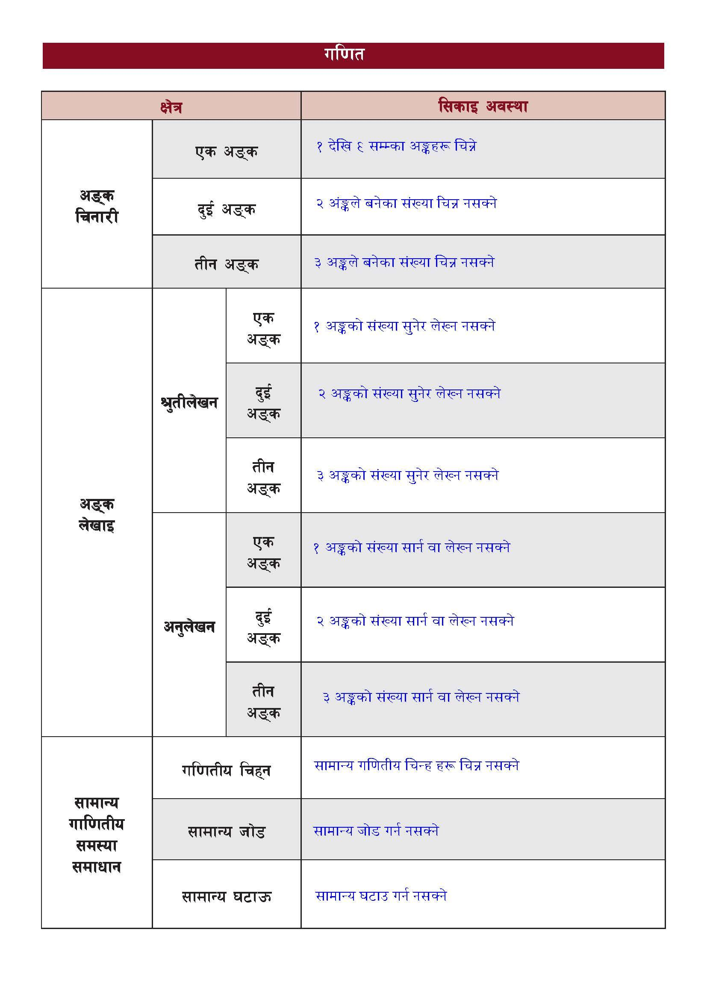 गणित
क्षेत्र
सिकाइ अवस्था
अङ्क
चिनारी
एक अङ्क
१ देखि ९ सम्मका अङ्कहरू चिन्ने
दुई अङ्क
२ अंङ्कले बनेका संख्या चिन्न नसक्ने
तीन अङ्क
३ अङ्कले बनेका संख्या चिन्न नसक्ने
अङ्क
लेखाइ
श्रुतीलेखन
एक
अङ्क
१ अङ्कको संख्या सुनेर लेख्न नसक्ने
दुई
अङ्क
२ अङ्कको संख्या सुनेर लेख्न नसक्ने
तीन
अङ्क
३ अङ्कको संख्या सुनेर लेख्न नसक्ने
अनुलेखन
एक
अङ्क
१ अङ्कको संख्या सार्न वा लेख्न नसक्ने
दुई
अङ्क
२ अङ्कको संख्या सार्न वा लेख्न नसक्ने
तीन
अङ्क
३ अङ्कको संख्या सार्न वा लेख्न नसक्ने
सामान्य
गाणितीय
समस्या
समाधान
गणितीय चिह्न
सामान्य गणितीय चिन्ह हरू चिन्न नसक्ने
सामान्य जोड
सामान्य जोड गर्न नसक्ने
सामान्य घटाऊ
सामान्य घटाउ गर्न नसक्ने